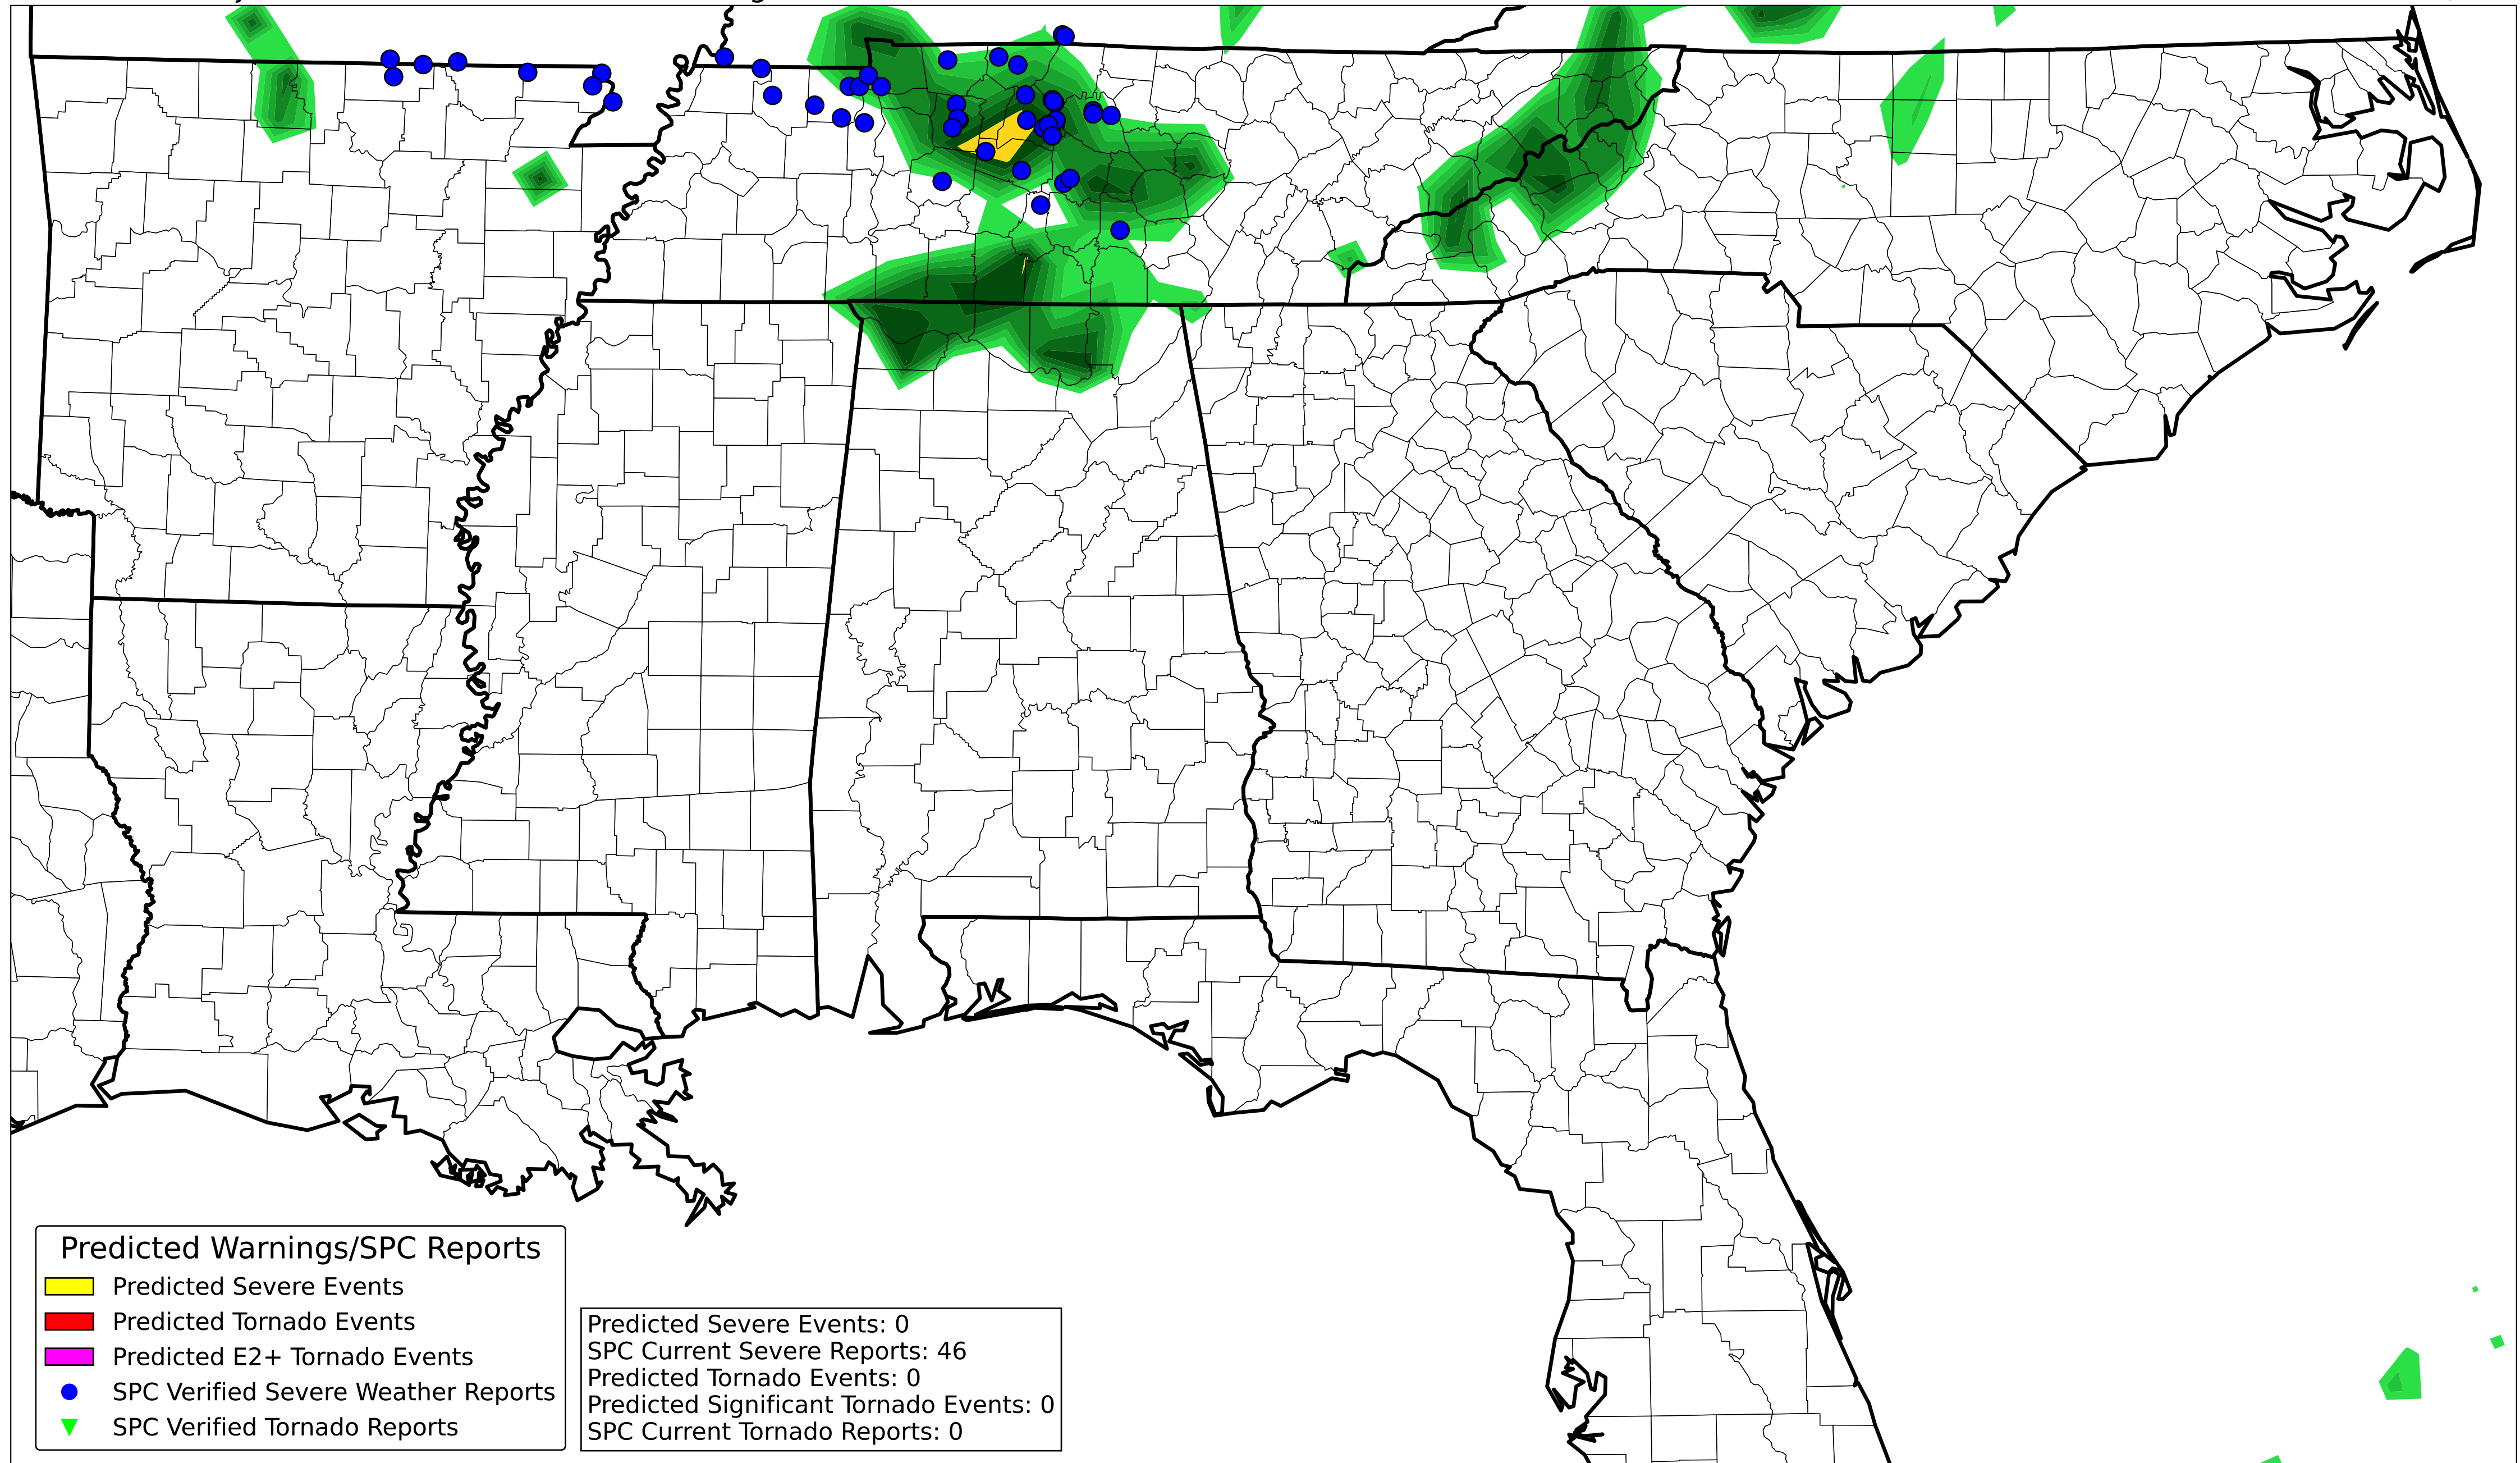 Predicted Warnings/SPC Reports
Predicted Severe Events
Predicted Tornado Events
Predicted E2+ Tornado Events
SPC Verified Severe Weather Reports
SPC Verified Tornado Reports
Predicted Severe Events: 0
SPC Current Severe Reports: 46
Predicted Tornado Events: 0
Predicted Significant Tornado Events: 0
SPC Current Tornado Reports: 0